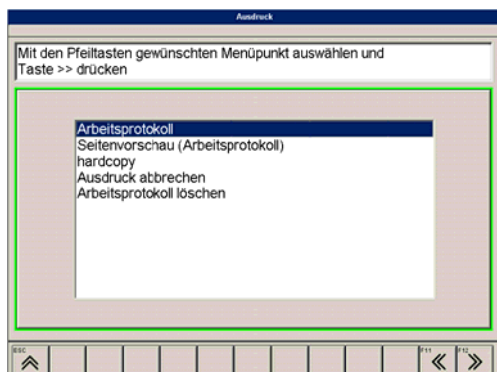 Ausdruck
Mit den Pfeiltasten gewünschten Menüpunkt auswählen und
Taste >> drücken
Arbeitsprotokoll
Seitenvorschau (Arbeitsprotokoll)
hardcopy
Ausdruck abbrechen
Arbeitsprotokoll löschen
ESC F11 F12